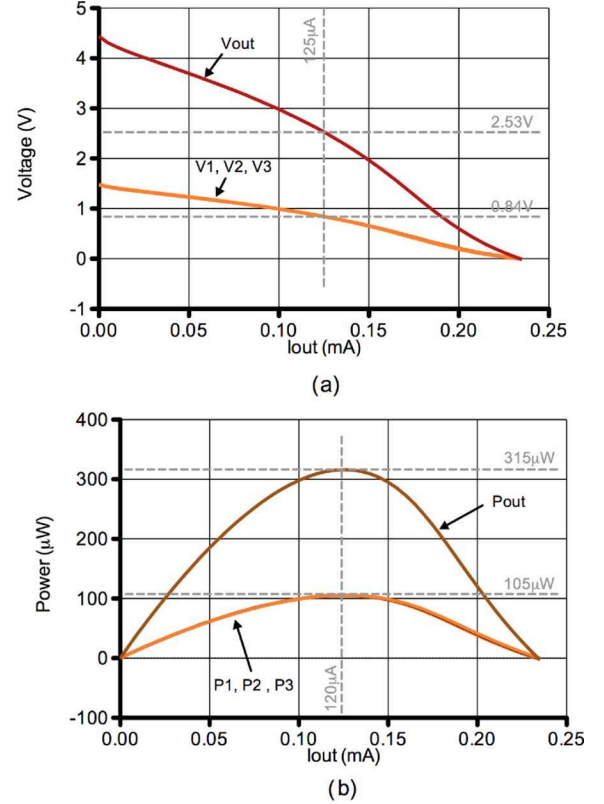 5
4
3
2
1
0
-1
Voltage (V)
Vout
125µA
2.53V
V1, V2, V3
0.84V
0.00 0.05 0.10 0.15 0.20 0.25
Iout (mA)
(a)
400
300
200
100
0
-100
Power (µW)
315µW
Pout
105µW
P1, P2 , P3
120µA
0.00 0.05 0.10 0.15 0.20 0.25
Iout (mA)
(b)